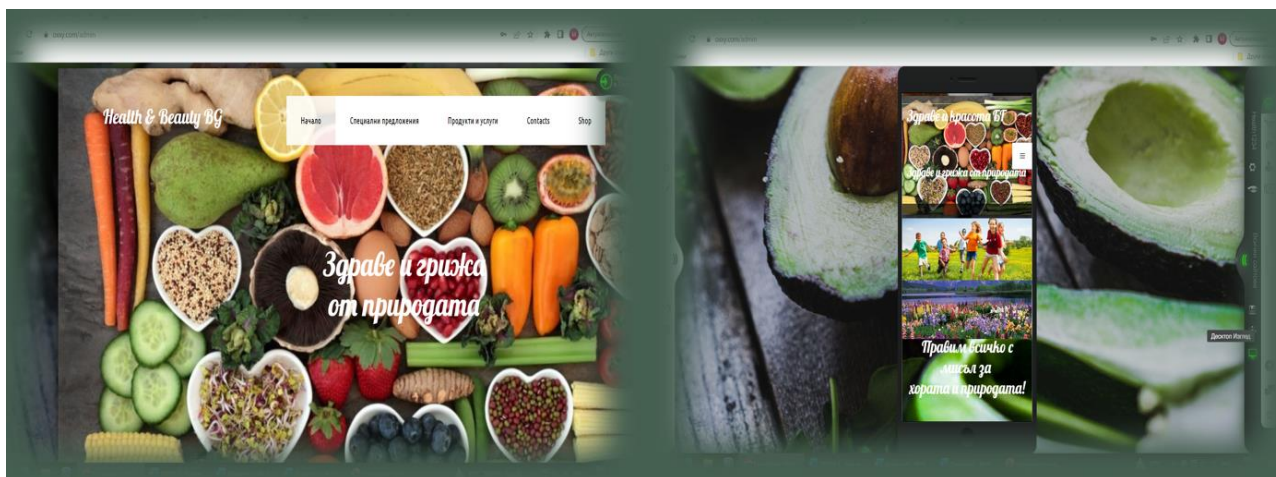 Health & Beauty BG
Начало
Специални предложения
Продукти и услуги
Contacts
Shop
Здраве и грижа
от природата
Здраве и красота БГ
Здраве и грижа от природата
Правим всичко с
мисъл за
хората и природата!
Десктоп Изглед